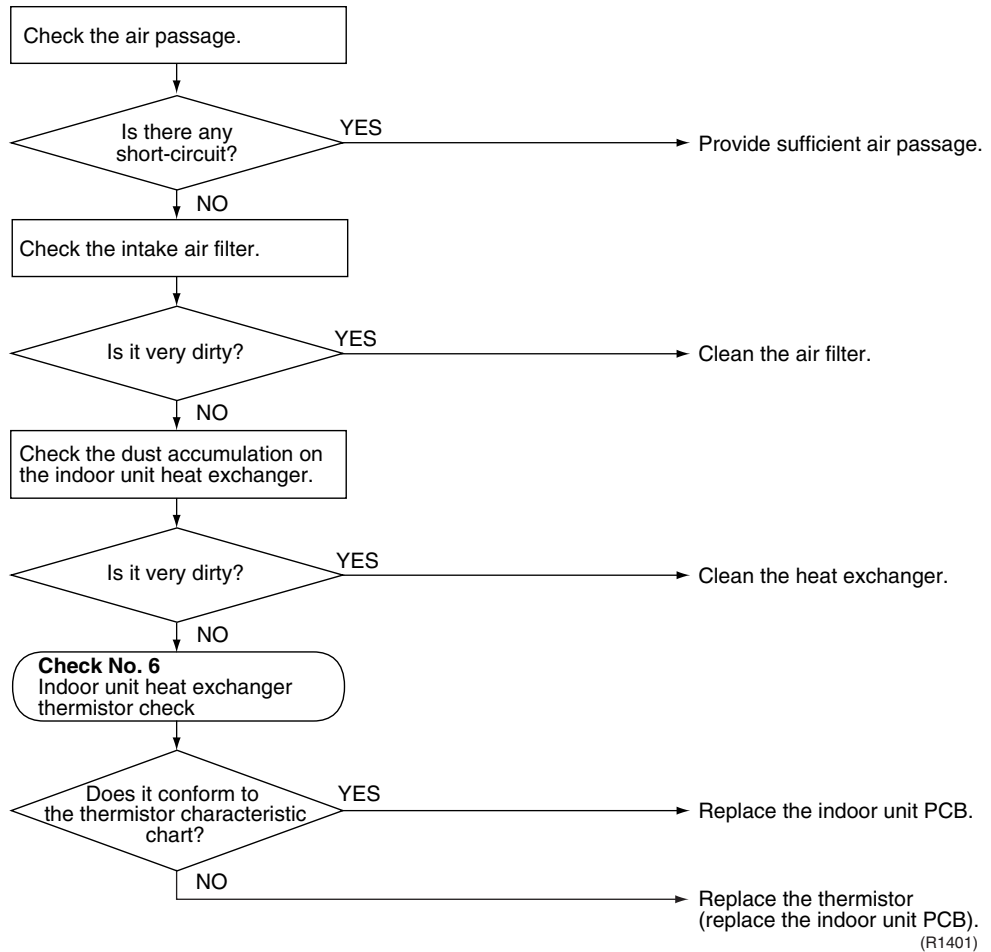 Check the air passage.
Is there any
short-circuit?
YES
Provide sufficient air passage.
NO
Check the intake air filter.
Is it very dirty?
YES
Clean the air filter.
NO
Check the dust accumulation on
the indoor unit heat exchanger.
Is it very dirty?
YES
Clean the heat exchanger.
NO
Check No. 6
Indoor unit heat exchanger
thermistor check
Does it conform to
the thermistor characteristic
chart?
YES
Replace the indoor unit PCB.
NO
Replace the thermistor
(replace the indoor unit PCB).
(R1401)